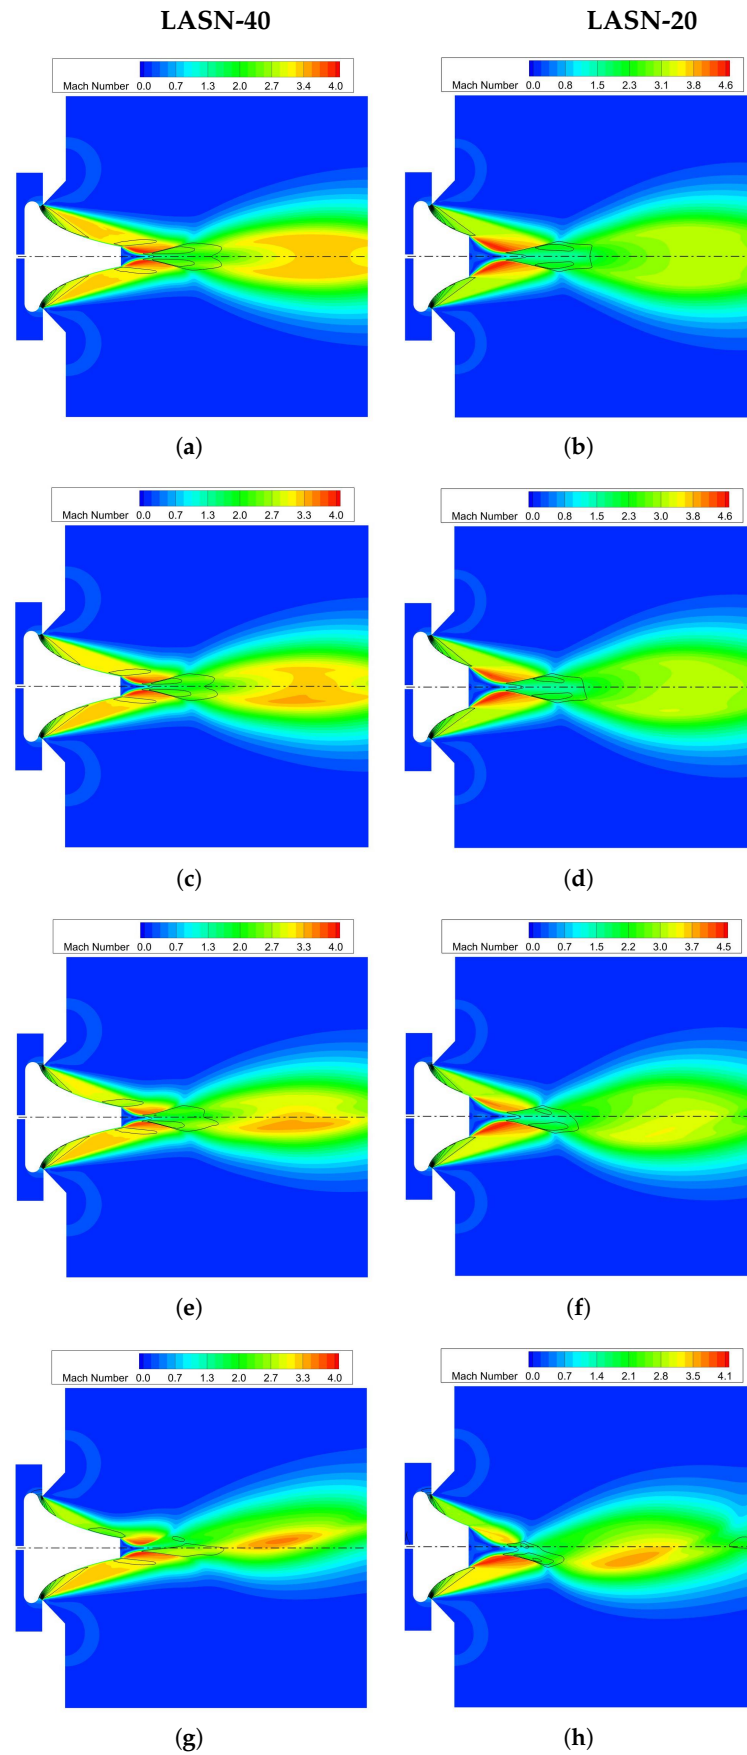 LASN-40 LASN-20
Mach Number 0.0 0.7 1.3 2.0 2.7 3.4 4.0
Mach Number 0.0 0.8 1.5 2.3 3.1 3.8 4.6
(a) (b)
Mach Number 0.0 0.7 1.3 2.0 2.7 3.3 4.0
Mach Number 0.0 0.8 1.5 2.3 3.0 3.8 4.6
(c) (d)
Mach Number 0.0 0.7 1.3 2.0 2.7 3.3 4.0
Mach Number 0.0 0.7 1.5 2.2 3.0 3.7 4.5
(e) (f)
Mach Number 0.0 0.7 1.3 2.0 2.7 3.3 4.0
Mach Number 0.0 0.7 1.4 2.1 2.8 3.5 4.1
(g) (h)